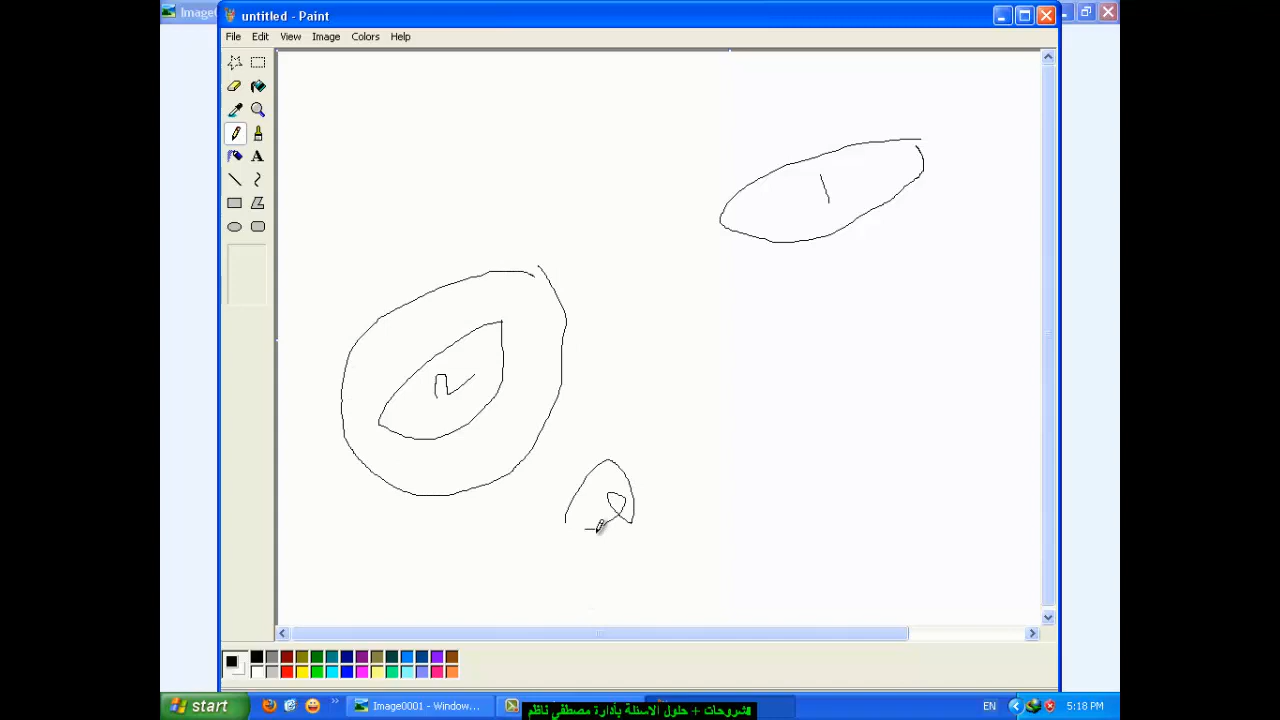 Image
untitled - Paint
File Edit View Image Colors Help
A
start
Image0001 - Window...
EN
5:18 PM
شروحات + حلول الاسئلة بأدارة مصطفى ناظم